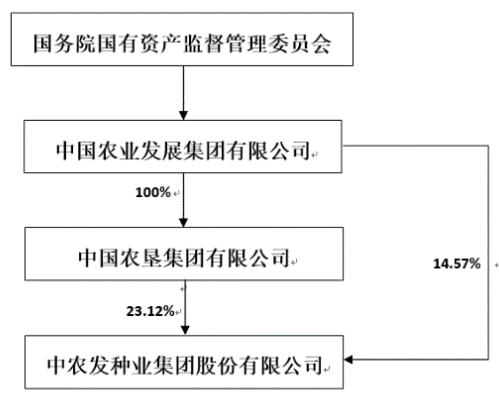 国务院国有资产监督管理委员会
中国农业发展集团有限公司
100%
中国农垦集团有限公司
14.57%
23.12%
中农发种业集团股份有限公司